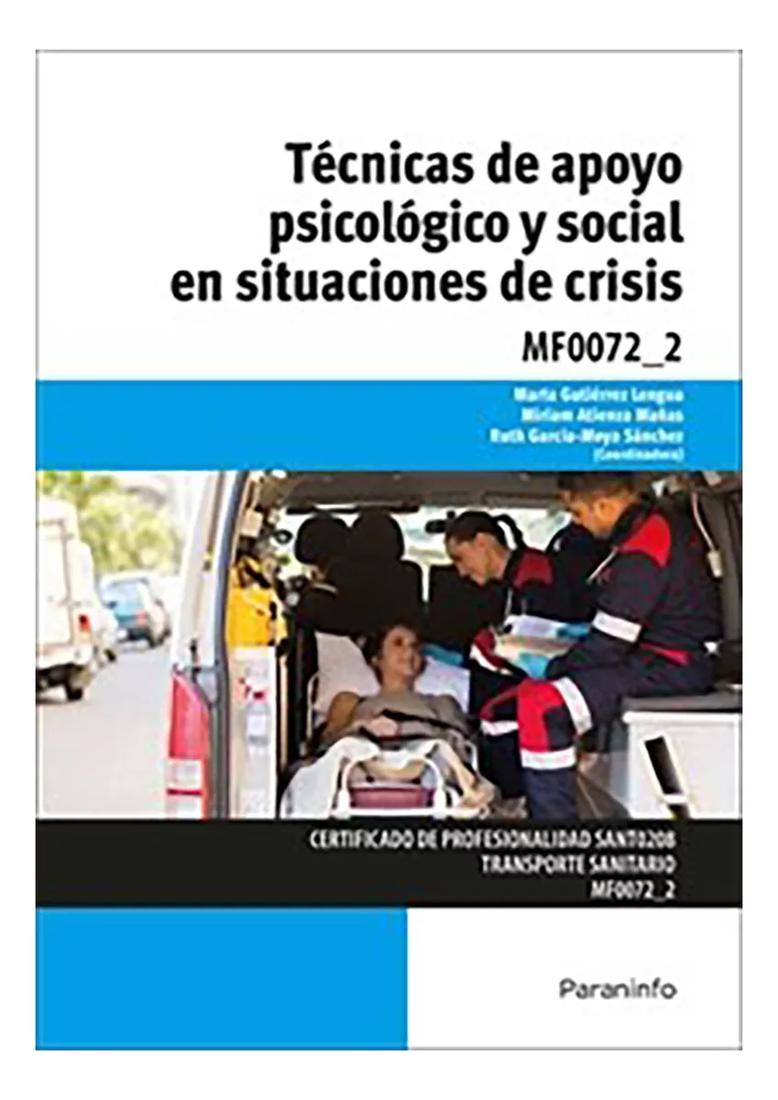 Técnicas de apoyo
psicológico y social
en situaciones de crisis
MF0072_2
Marta Gutiérrez Lengua
Miriam Atienza Mañas
Ruth García-Moya Sánchez
(Coordinadora)
CERTIFICADO DE PROFESIONALIDAD SANT0208
TRANSPORTE SANITARIO
MF0072_2
Paraninfo